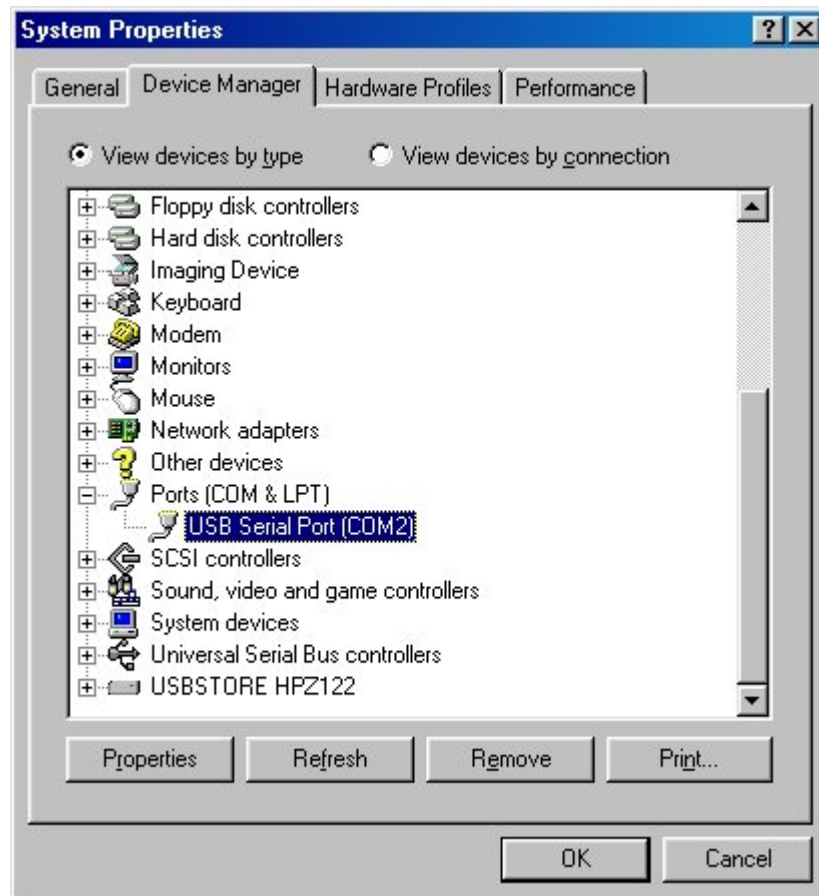 System Properties
General Device Manager Hardware Profiles Performance
View devices by type View devices by connection
Floppy disk controllers
Hard disk controllers
Imaging Device
Keyboard
Modem
Monitors
Mouse
Network adapters
Other devices
Ports (COM & LPT)
USB Serial Port (COM2)
SCSI controllers
Sound, video and game controllers
System devices
Universal Serial Bus controllers
USBSTORE HPZ122
Properties Refresh Remove Print...
OK Cancel